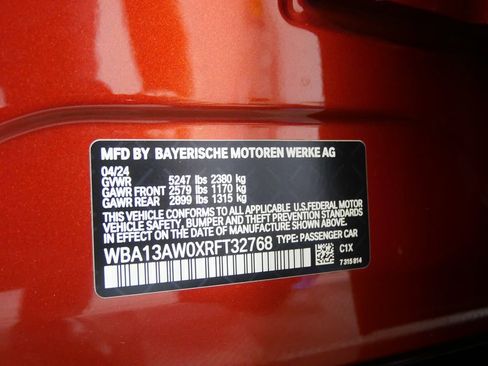 MFD BY BAYERISCHE MOTOREN WERKE AG
04/24
GVWR 5247 lbs 2380 kg
GAWR FRONT 2579 lbs 1170 kg
GAWR REAR 2899 lbs 1315 kg
THIS VEHICLE CONFORMS TO ALL APPLICABLE U.S.FEDERAL MOTOR
VEHICLE SAFETY, BUMPER, AND THEFT PREVENTION STANDARDS
IN EFFECT ON THE DATE OF MANUFACTURE SHOWN ABOVE.
WBA13AW0XRFT32768 TYPE: PASSENGER CAR
C1X
7 315 814